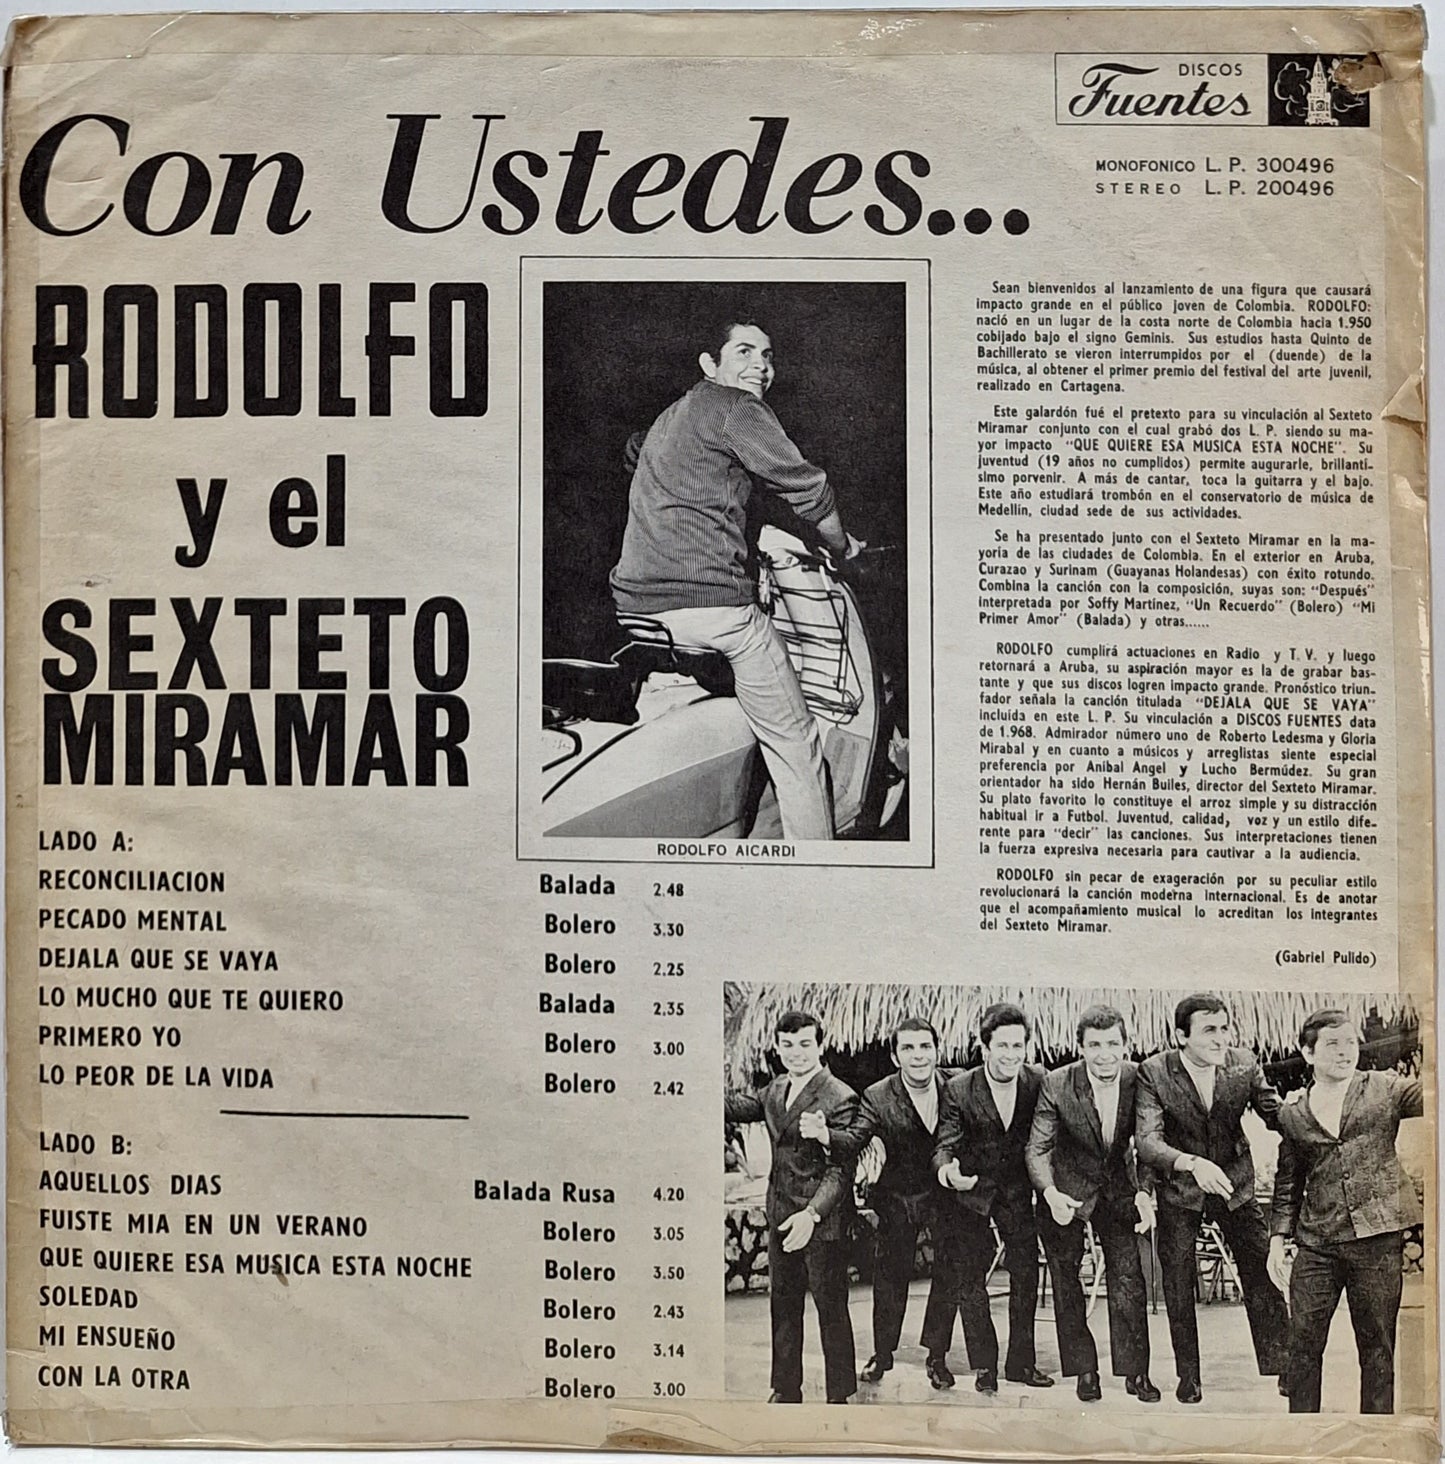 DISCOS
Fuentes
Con Ustedes...
MONOFONICO L. P. 300496
STEREO L. P. 200496
RODOLFO
y el
SEXTETO
MIRAMAR
RODOLFO AICARDI
Sean bienvenidos al lanzamiento de una figura que causará
impacto grande en el público joven de Colombia. RODOLFO:
nació en un lugar de la costa norte de Colombia hacia 1.950
cobijado bajo el signo Geminis. Sus estudios hasta Quinto de
Bachillerato se vieron interrumpidos por el (duende) de la
música, al obtener el primer premio del festival del arte juvenil,
realizado en Cartagena.
Este galardón fué el pretexto para su vinculación al Sexteto
Miramar conjunto con el cual grabó dos L. P. siendo su ma-
yor impacto "QUE QUIERE ESA MUSICA ESTA NOCHE". Su
juventud (19 años no cumplidos) permite augurarle, brillantí-
simo porvenir. A más de cantar, toca la guitarra y el bajo.
Este año estudiará trombón en el conservatorio de música de
Medellín, ciudad sede de sus actividades.
Se ha presentado junto con el Sexteto Miramar en la ma-
yoría de las ciudades de Colombia. En el exterior en Aruba,
Curazao y Surinam (Guayanas Holandesas) con éxito rotundo.
Combina la canción con la composición, suyas son: "Después"
interpretada por Soffy Martínez, "Un Recuerdo" (Bolero) "Mi
Primer Amor" (Balada) y otras......
RODOLFO cumplirá actuaciones en Radio y T. V. y luego
retornará a Aruba, su aspiración mayor es la de grabar bas-
tante y que sus discos logren impacto grande. Pronóstico triun-
fador señala la canción titulada "DEJALA QUE SE VAYA"
incluída en este L. P. Su vinculación a DISCOS FUENTES data
de 1.968. Admirador número uno de Roberto Ledesma y Gloria
Mirabal y en cuanto a músicos y arreglistas siente especial
preferencia por Aníbal Angel y Lucho Bermúdez. Su gran
orientador ha sido Hernán Builes, director del Sexteto Miramar.
Su plato favorito lo constituye el arroz simple y su distracción
habitual ir a Futbol. Juventud, calidad, voz y un estilo dife-
rente para "decir" las canciones. Sus interpretaciones tienen
la fuerza expresiva necesaria para cautivar a la audiencia.
RODOLFO sin pecar de exageración por su peculiar estilo
revolucionará la canción moderna internacional. Es de anotar
que el acompañamiento musical lo acreditan los integrantes
del Sexteto Miramar.
(Gabriel Pulido)
LADO A:
RECONCILIACION Balada 2.48
PECADO MENTAL Bolero 3.30
DEJALA QUE SE VAYA Bolero 2.25
LO MUCHO QUE TE QUIERO Balada 2.35
PRIMERO YO Bolero 3.00
LO PEOR DE LA VIDA Bolero 2.42
LADO B:
AQUELLOS DIAS Balada Rusa 4.20
FUISTE MIA EN UN VERANO Bolero 3.05
QUE QUIERE ESA MUSICA ESTA NOCHE Bolero 3.50
SOLEDAD Bolero 2.43
MI ENSUEÑO Bolero 3.14
CON LA OTRA Bolero 3.00